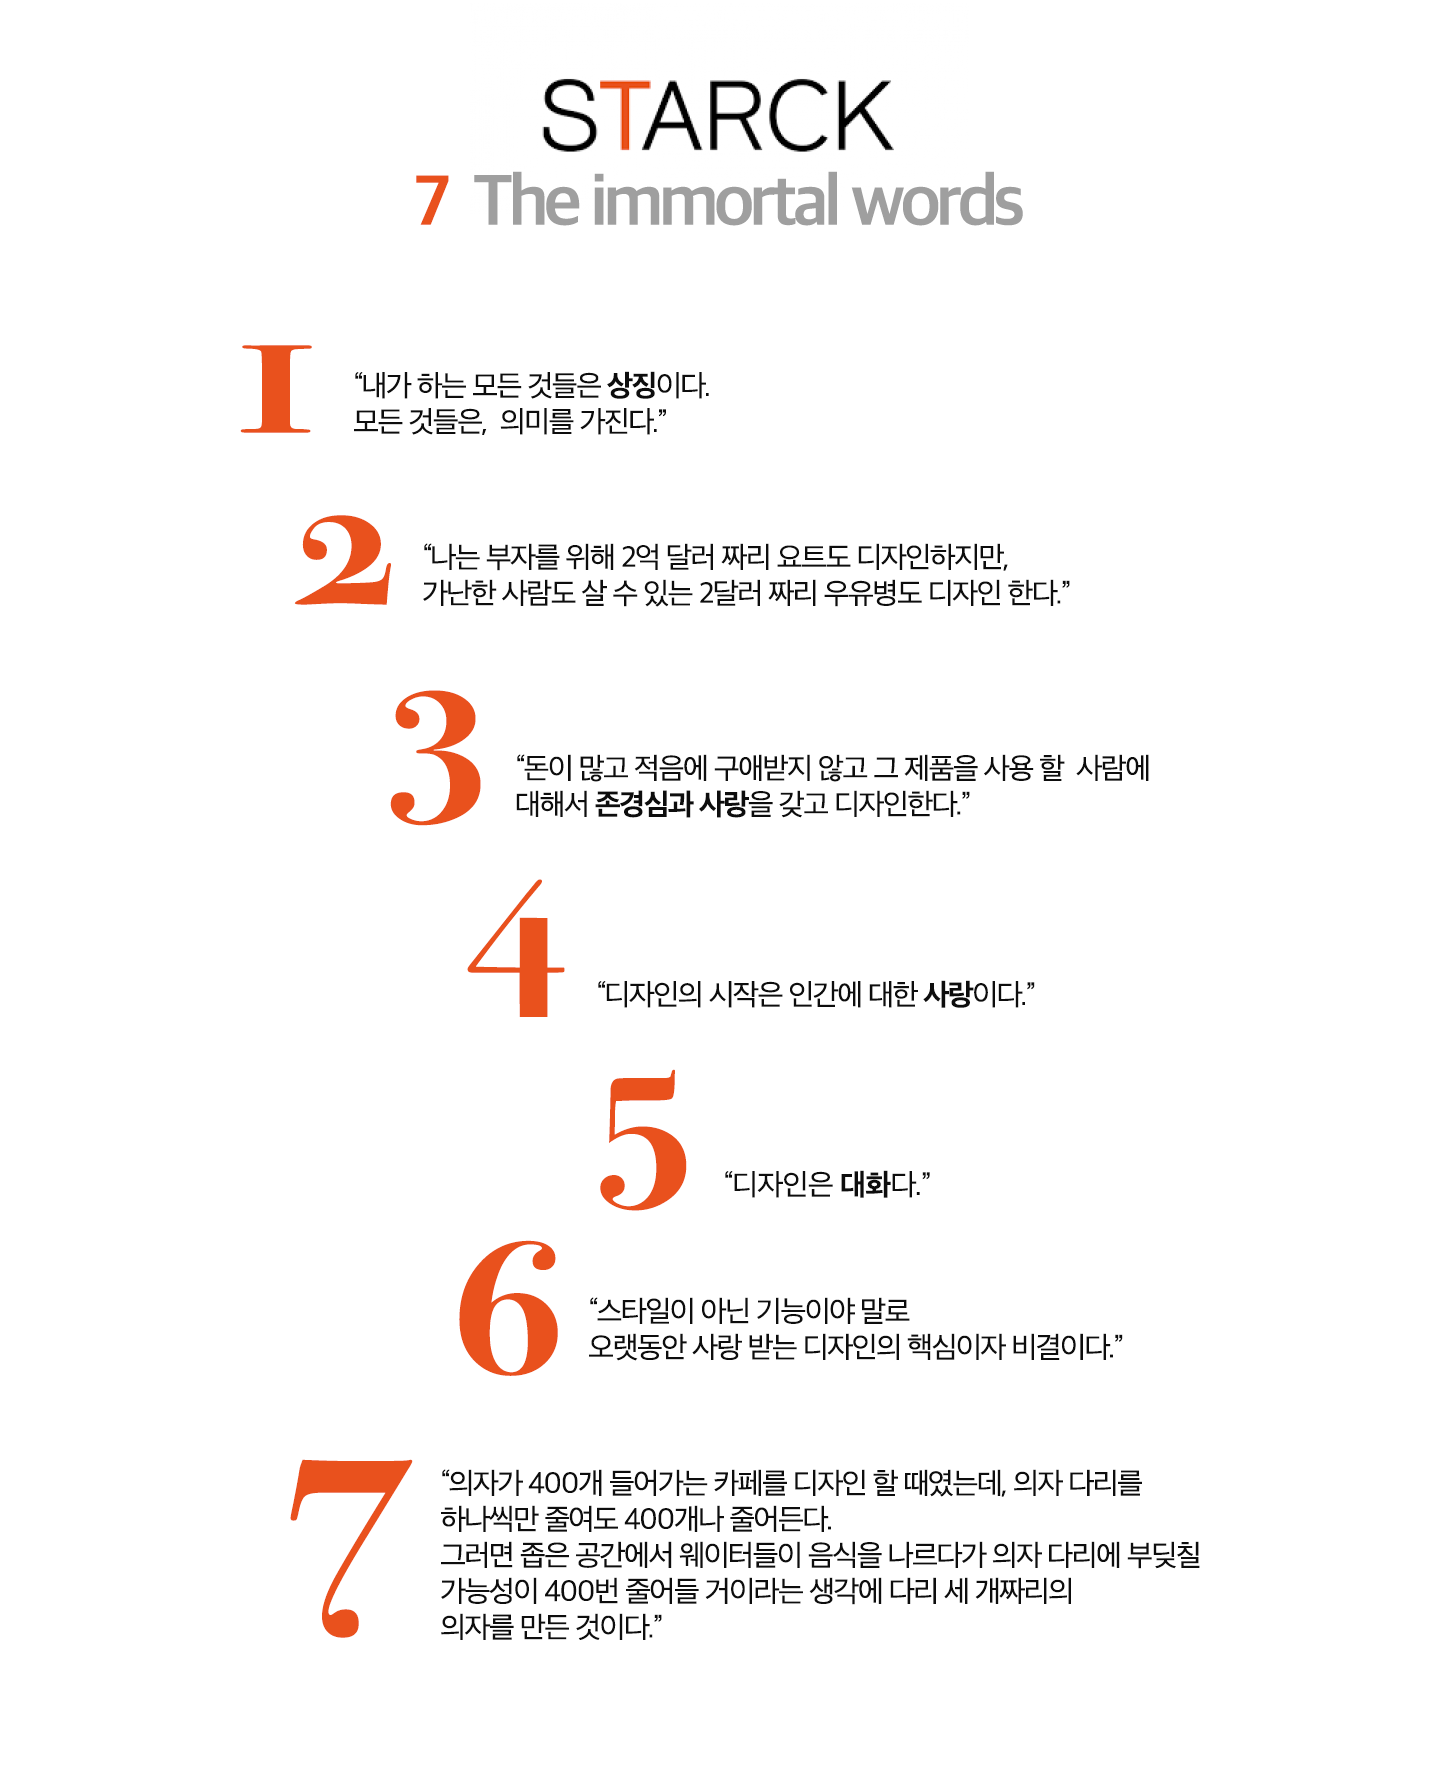 STARCK
7 The immortal words
1
“내가 하는 모든 것들은 상징이다.
모든 것들은, 의미를 가진다.”
2
“나는 부자를 위해 2억 달러 짜리 요트도 디자인하지만,
가난한 사람도 살 수 있는 2달러 짜리 우유병도 디자인 한다.”
3
“돈이 많고 적음에 구애받지 않고 그 제품을 사용 할 사람에
대해서 존경심과 사랑을 갖고 디자인한다.”
4
“디자인의 시작은 인간에 대한 사랑이다.”
5
“디자인은 대화다.”
6
“스타일이 아닌 기능이야 말로
오랫동안 사랑 받는 디자인의 핵심이자 비결이다.”
7
“의자가 400개 들어가는 카페를 디자인 할 때였는데, 의자 다리를
하나씩만 줄여도 400개나 줄어든다.
그러면 좁은 공간에서 웨이터들이 음식을 나르다가 의자 다리에 부딪칠
가능성이 400번 줄어들 거이라는 생각에 다리 세 개짜리의
의자를 만든 것이다.”